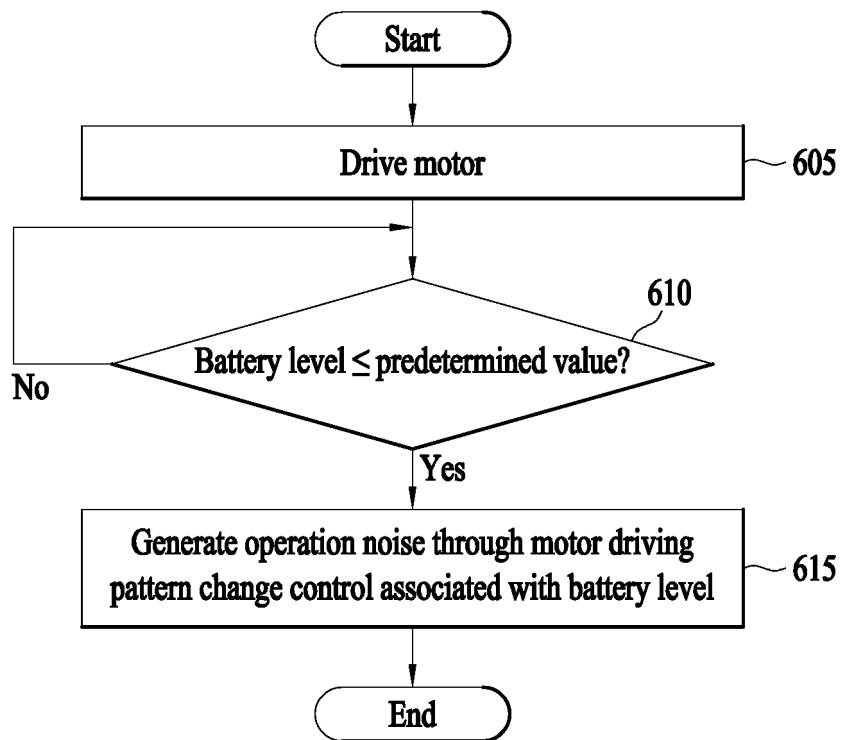 Start
Drive motor
605
610
Battery level ≤ predetermined value?
No
Yes
Generate operation noise through motor driving
pattern change control associated with battery level
615
End